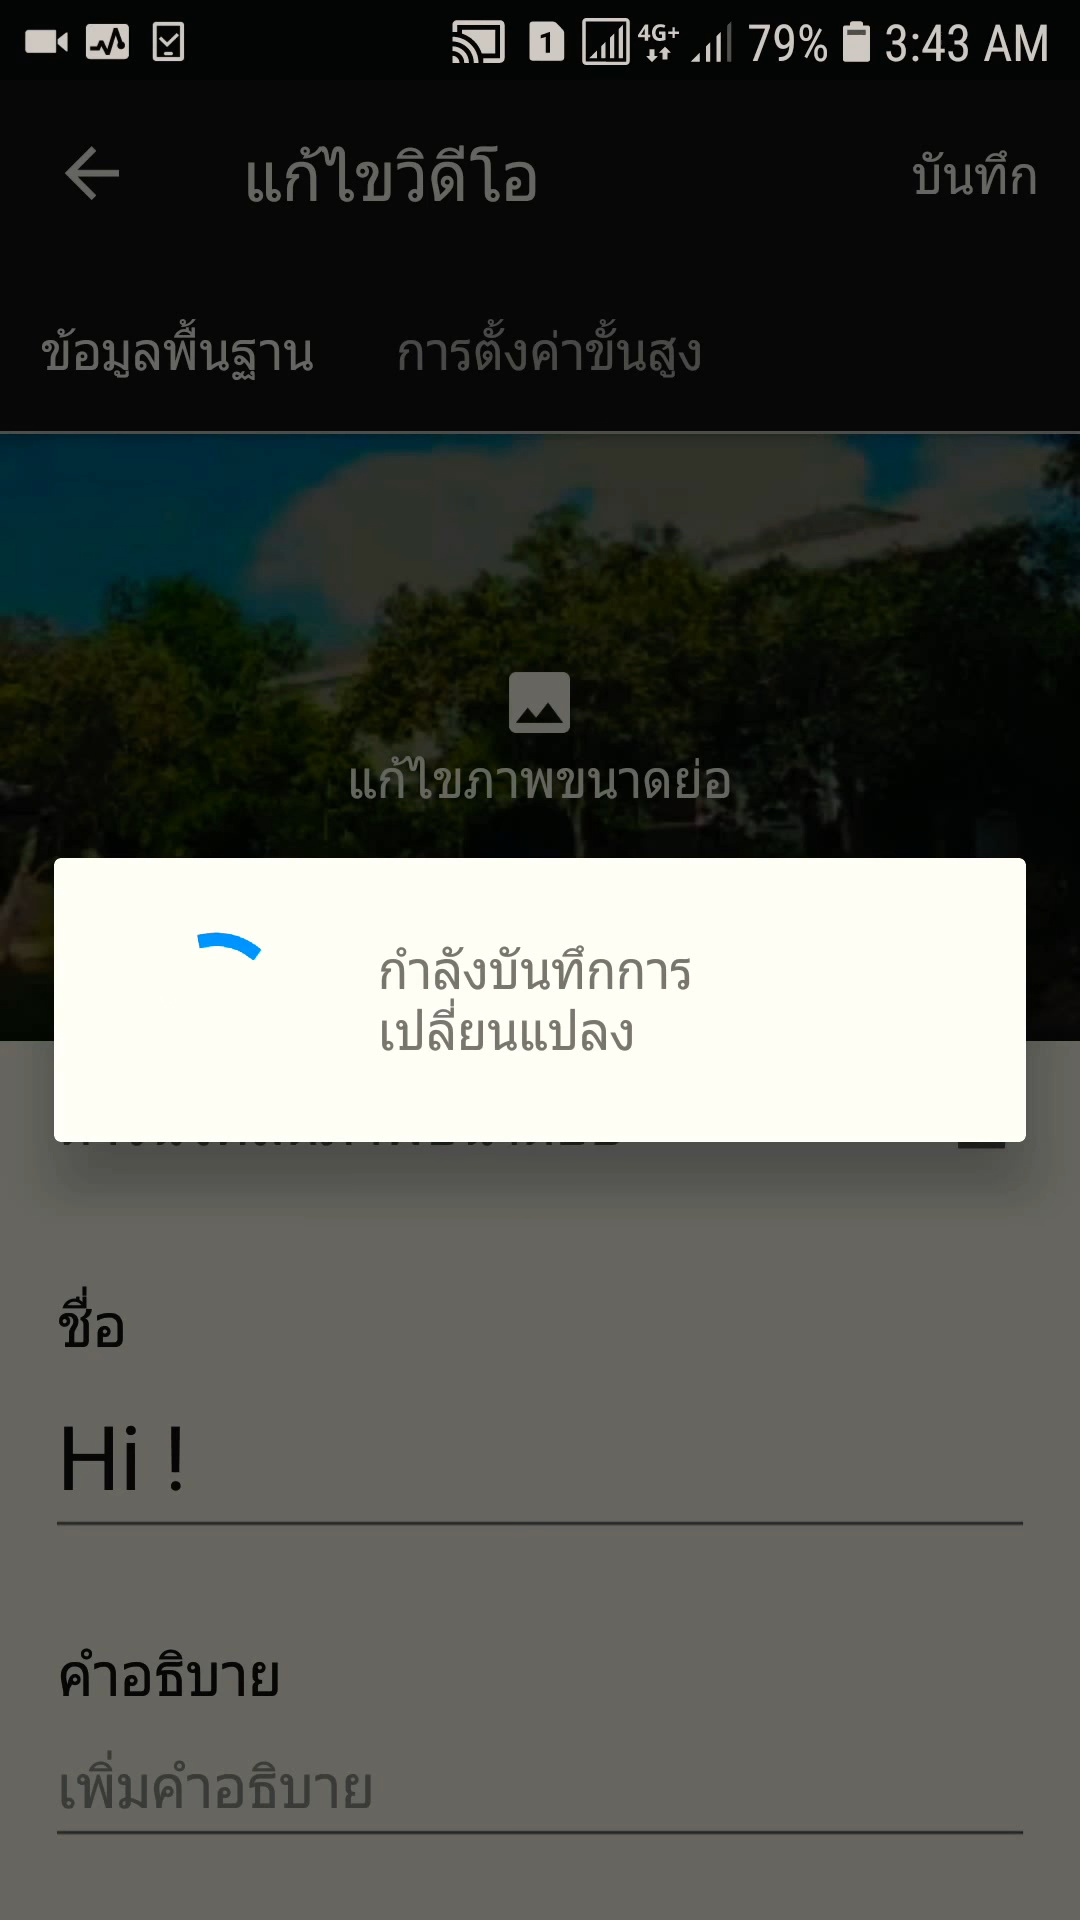 1 4G+ 79% 3:43 AM
แก้ไขวิดีโอ บันทึก
ข้อมูลพื้นฐาน การตั้งค่าขั้นสูง
แก้ไขภาพขนาดย่อ
กำลังบันทึกการ
เปลี่ยนแปลง
ชื่อ
Hi !
คำอธิบาย
เพิ่มคำอธิบาย